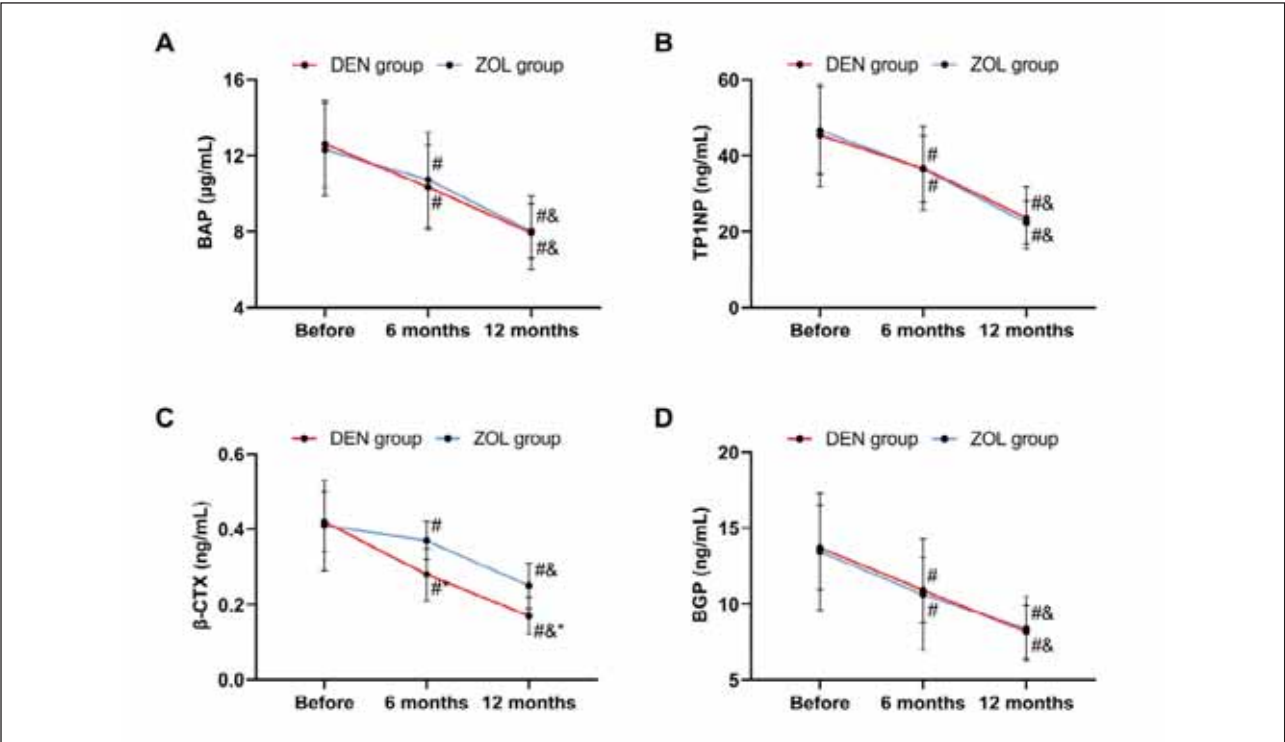 A
DEN group ZOL group
16
12
8
4
BAP (µg/mL)
#
#
#&
#&
Before 6 months 12 months
B
DEN group ZOL group
60
40
20
0
TP1NP (ng/mL)
#
#
#&
#&
Before 6 months 12 months
C
DEN group ZOL group
0.6
0.4
0.2
0.0
β-CTX (ng/mL)
#
#*
#&
#&*
Before 6 months 12 months
D
DEN group ZOL group
20
15
10
5
BGP (ng/mL)
#
#
#&
#&
Before 6 months 12 months